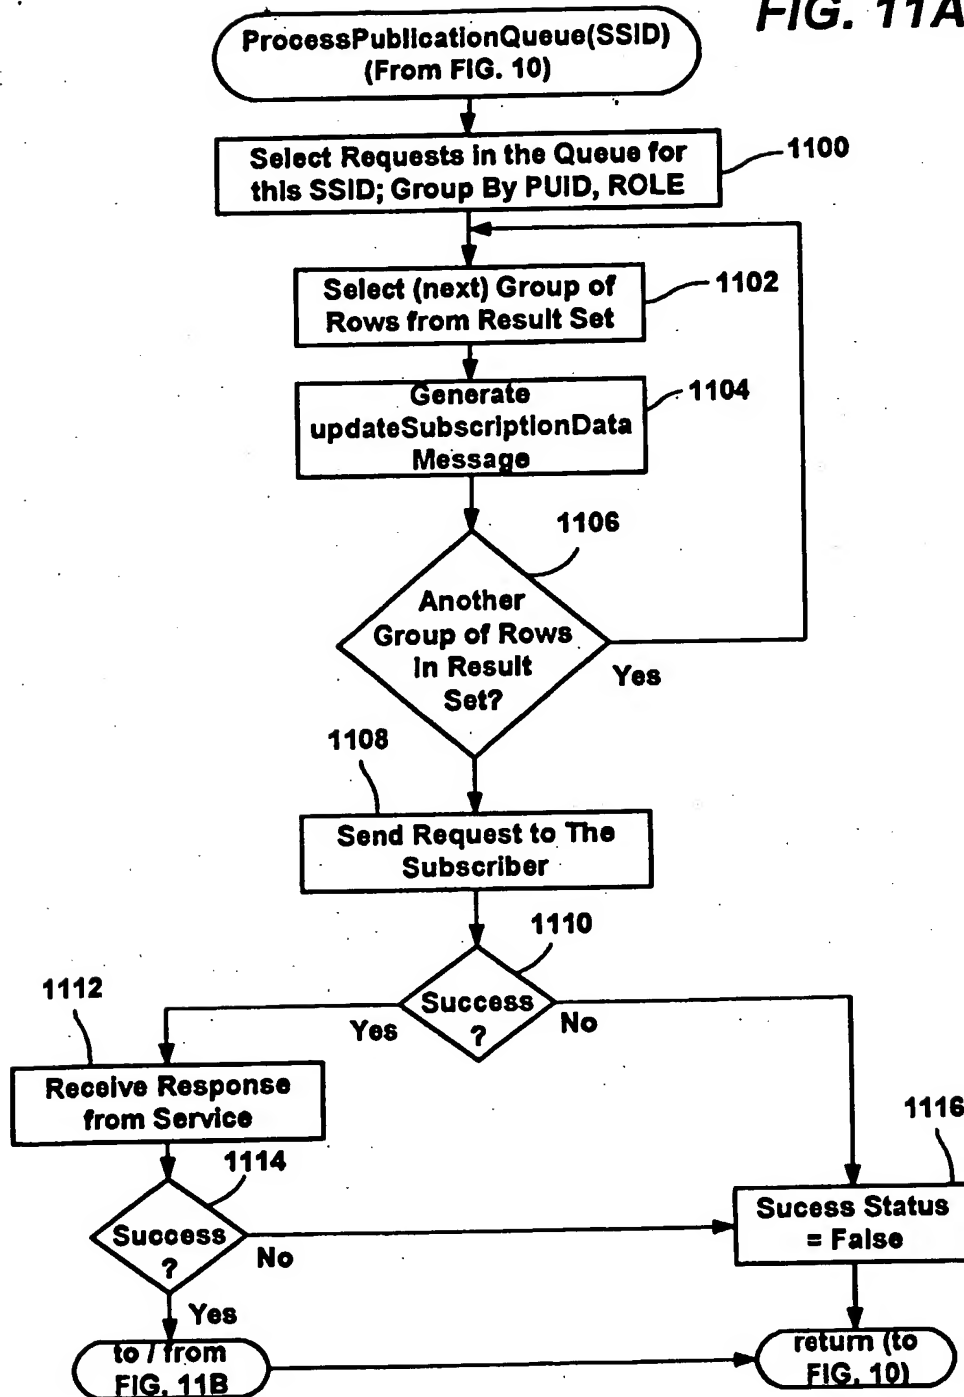 FIG. 11A
ProcessPublicationQueue(SSID)
(From FIG. 10)
Select Requests in the Queue for
this SSID; Group By PUID, ROLE
1100
Select (next) Group of
Rows from Result Set
1102
Generate
updateSubscriptionData
Message
1104
1106
Another
Group of Rows
in Result
Set?
Yes
1108
Send Request to The
Subscriber
1110
Success
?
Yes
No
1112
Receive Response
from Service
1114
Success
?
No
Yes
1116
Sucess Status
= False
to / from
FIG. 11B
return (to
FIG. 10)